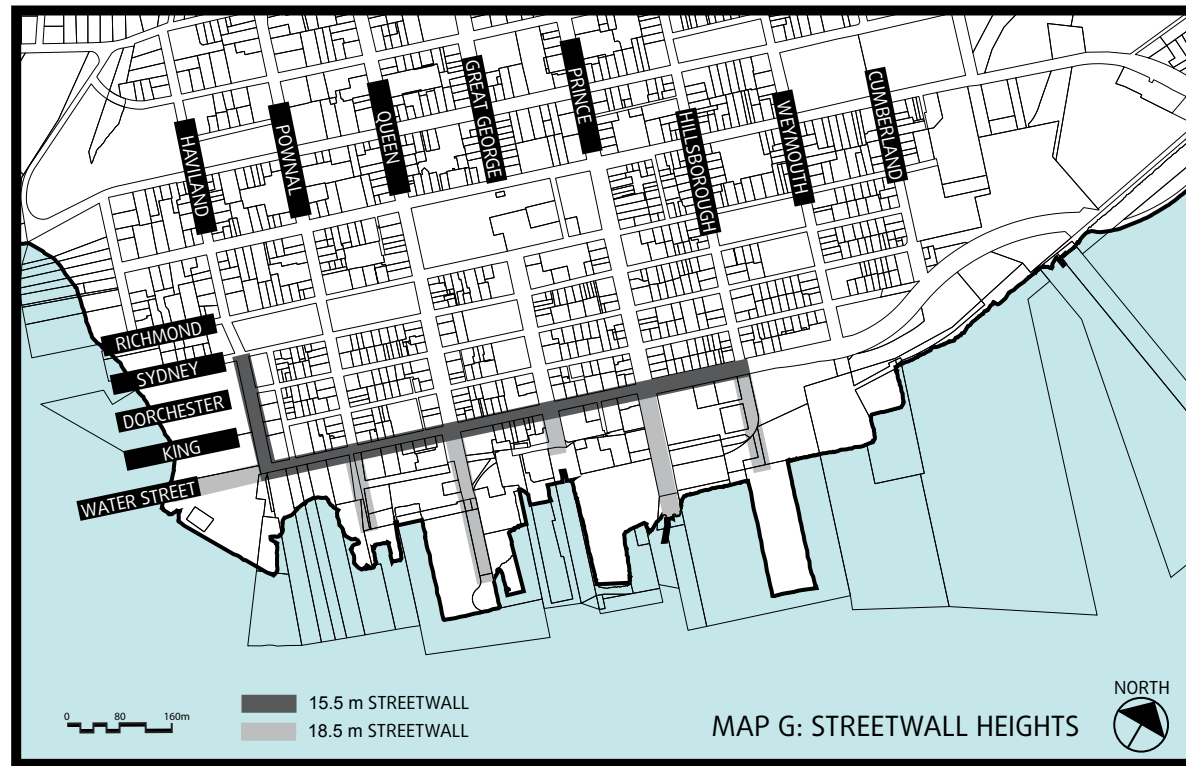 HAVILAND
POWNAL
QUEEN
GREAT GEORGE
PRINCE
HILLSBOROUGH
WEYMOUTH
CUMBERLAND
RICHMOND
SYDNEY
DORCHESTER
KING
WATER STREET
0 80 160m
15.5 m STREETWALL
18.5 m STREETWALL
MAP G: STREETWALL HEIGHTS
NORTH